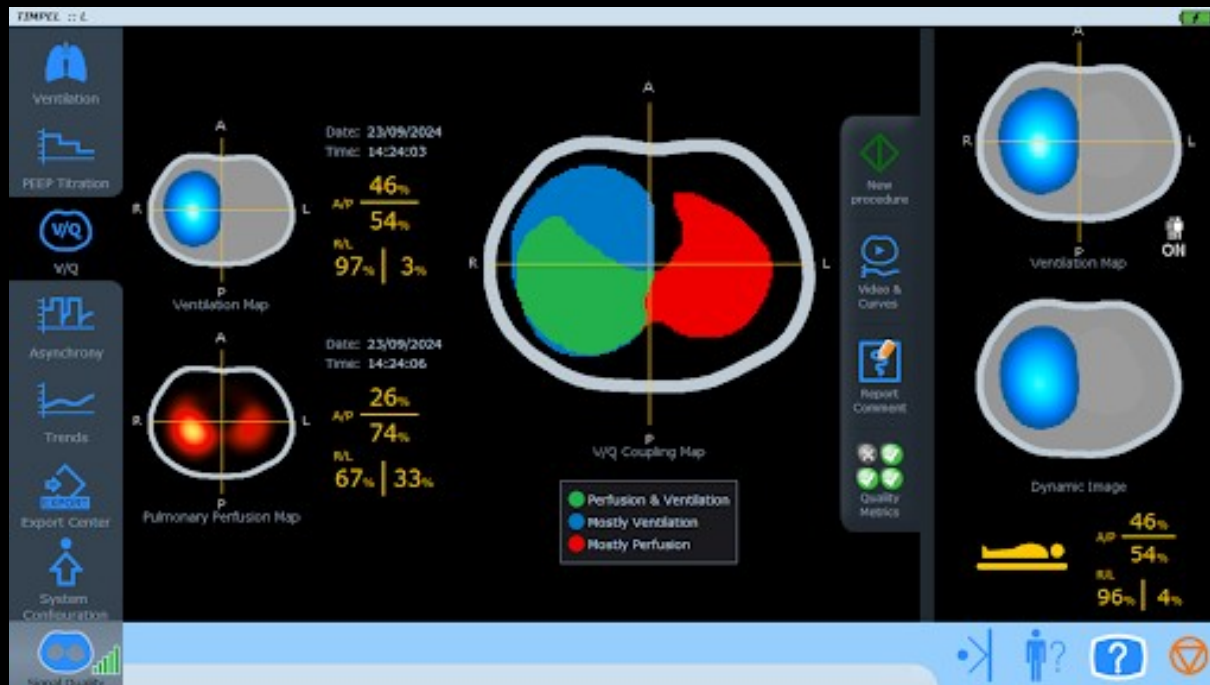 TIMPEL :: L
Ventilation
PEEP Titration
V/Q
V/Q
Asynchrony
Trends
EXPORT
Export Center
System
Configuration
Signal Quality
A
R
L
P
Ventilation Map
Date: 23/09/2024
Time: 14:24:03
A/P
46%
54%
R/L
97% | 3%
A
R
L
P
Pulmonary Perfusion Map
Date: 23/09/2024
Time: 14:24:06
A/P
26%
74%
R/L
67% | 33%
A
R
L
P
V/Q Coupling Map
Perfusion & Ventilation
Mostly Ventilation
Mostly Perfusion
New
procedure
Video &
Curves
Report
Comment
Quality
Metrics
A
R
L
P
ON
Ventilation Map
Dynamic Image
A/P
46%
54%
R/L
96% | 4%
?
?